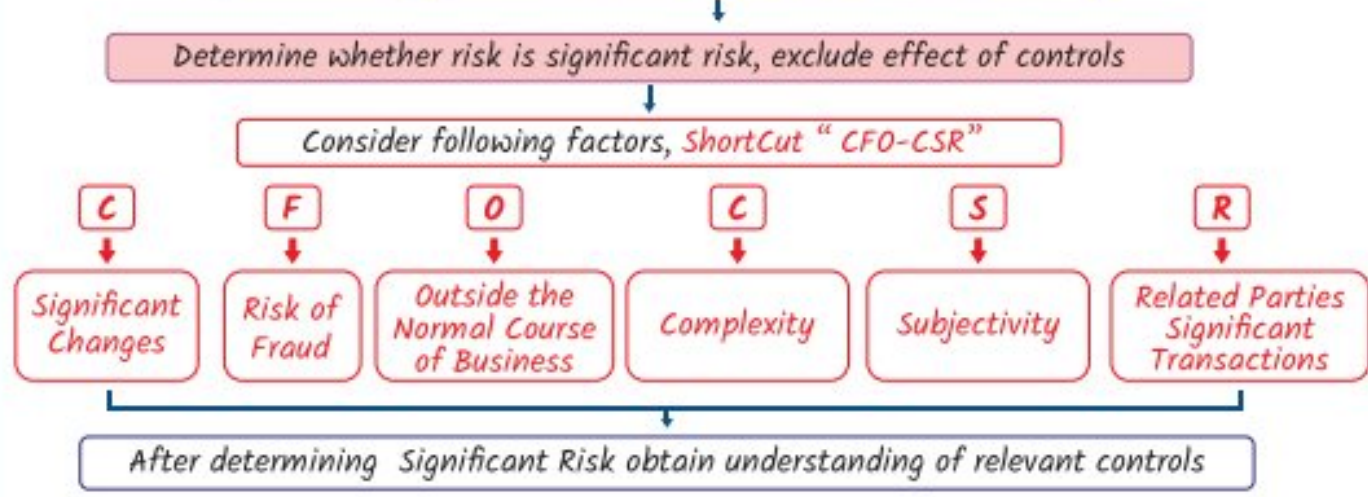 Determine whether risk is significant risk, exclude effect of controls
Consider following factors, ShortCut “ CFO-CSR”
C
F
O
C
S
R
Significant
Changes
Risk of
Fraud
Outside the
Normal Course
of Business
Complexity
Subjectivity
Related Parties
Significant
Transactions
After determining Significant Risk obtain understanding of relevant controls